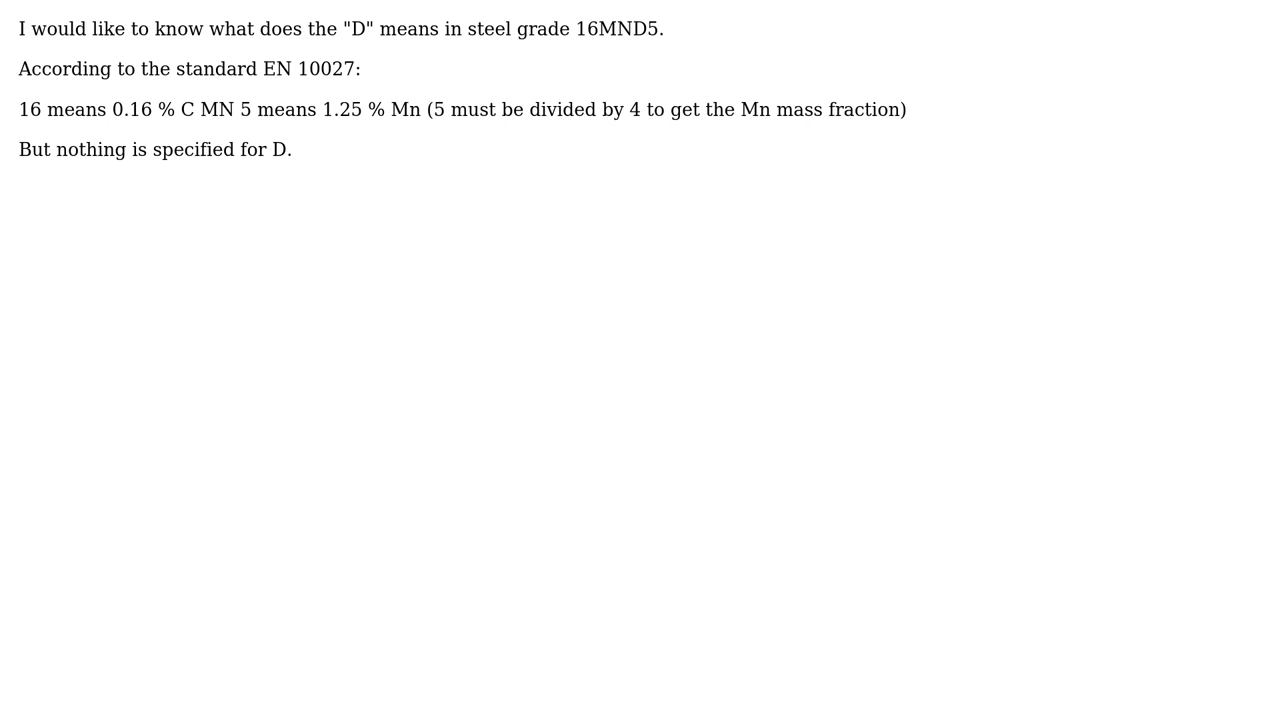 I would like to know what does the "D" means in steel grade 16MND5.
According to the standard EN 10027:
16 means 0.16 % C MN 5 means 1.25 % Mn (5 must be divided by 4 to get the Mn mass fraction)
But nothing is specified for D.